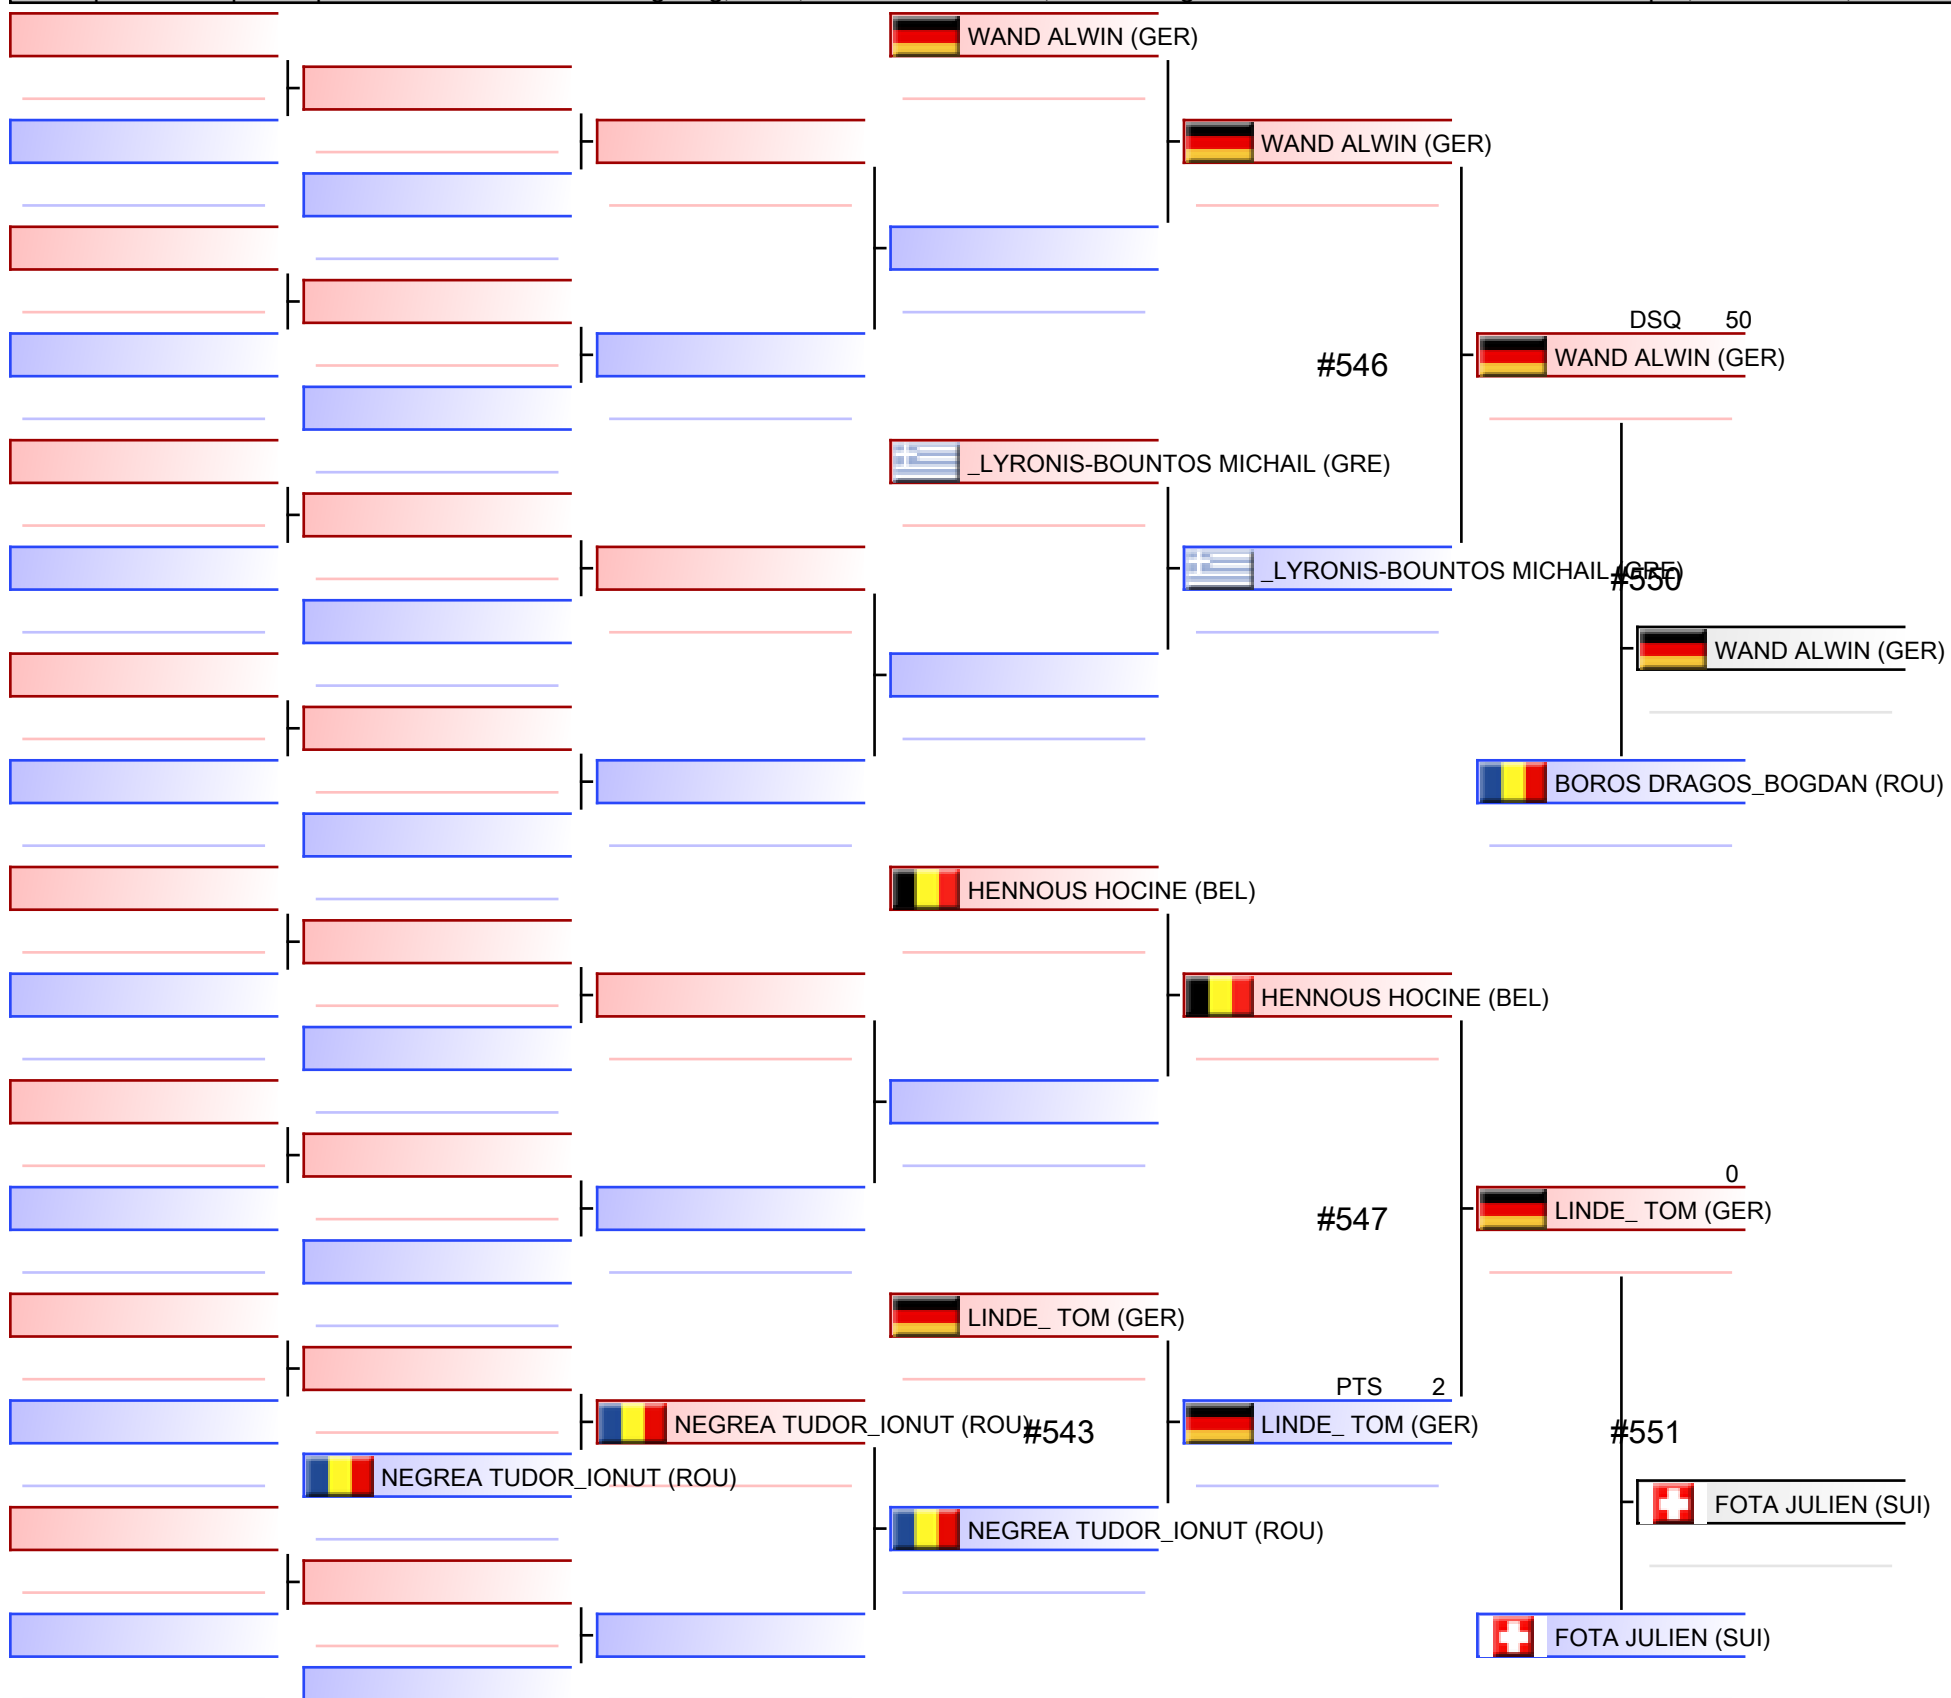 WAND ALWIN (GER)
WAND ALWIN (GER)
DSQ 50
WAND ALWIN (GER)
#546
_LYRONIS-BOUNTOS MICHAIL (GRE)
_LYRONIS-BOUNTOS MICHAIL (GRE)
#550
WAND ALWIN (GER)
BOROS DRAGOS_BOGDAN (ROU)
HENNOUS HOCINE (BEL)
HENNOUS HOCINE (BEL)
0
LINDE_ TOM (GER)
#547
LINDE_ TOM (GER)
PTS 2
LINDE_ TOM (GER)
NEGREA TUDOR_IONUT (ROU)
#543
#551
NEGREA TUDOR_IONUT (ROU)
FOTA JULIEN (SUI)
NEGREA TUDOR_IONUT (ROU)
FOTA JULIEN (SUI)